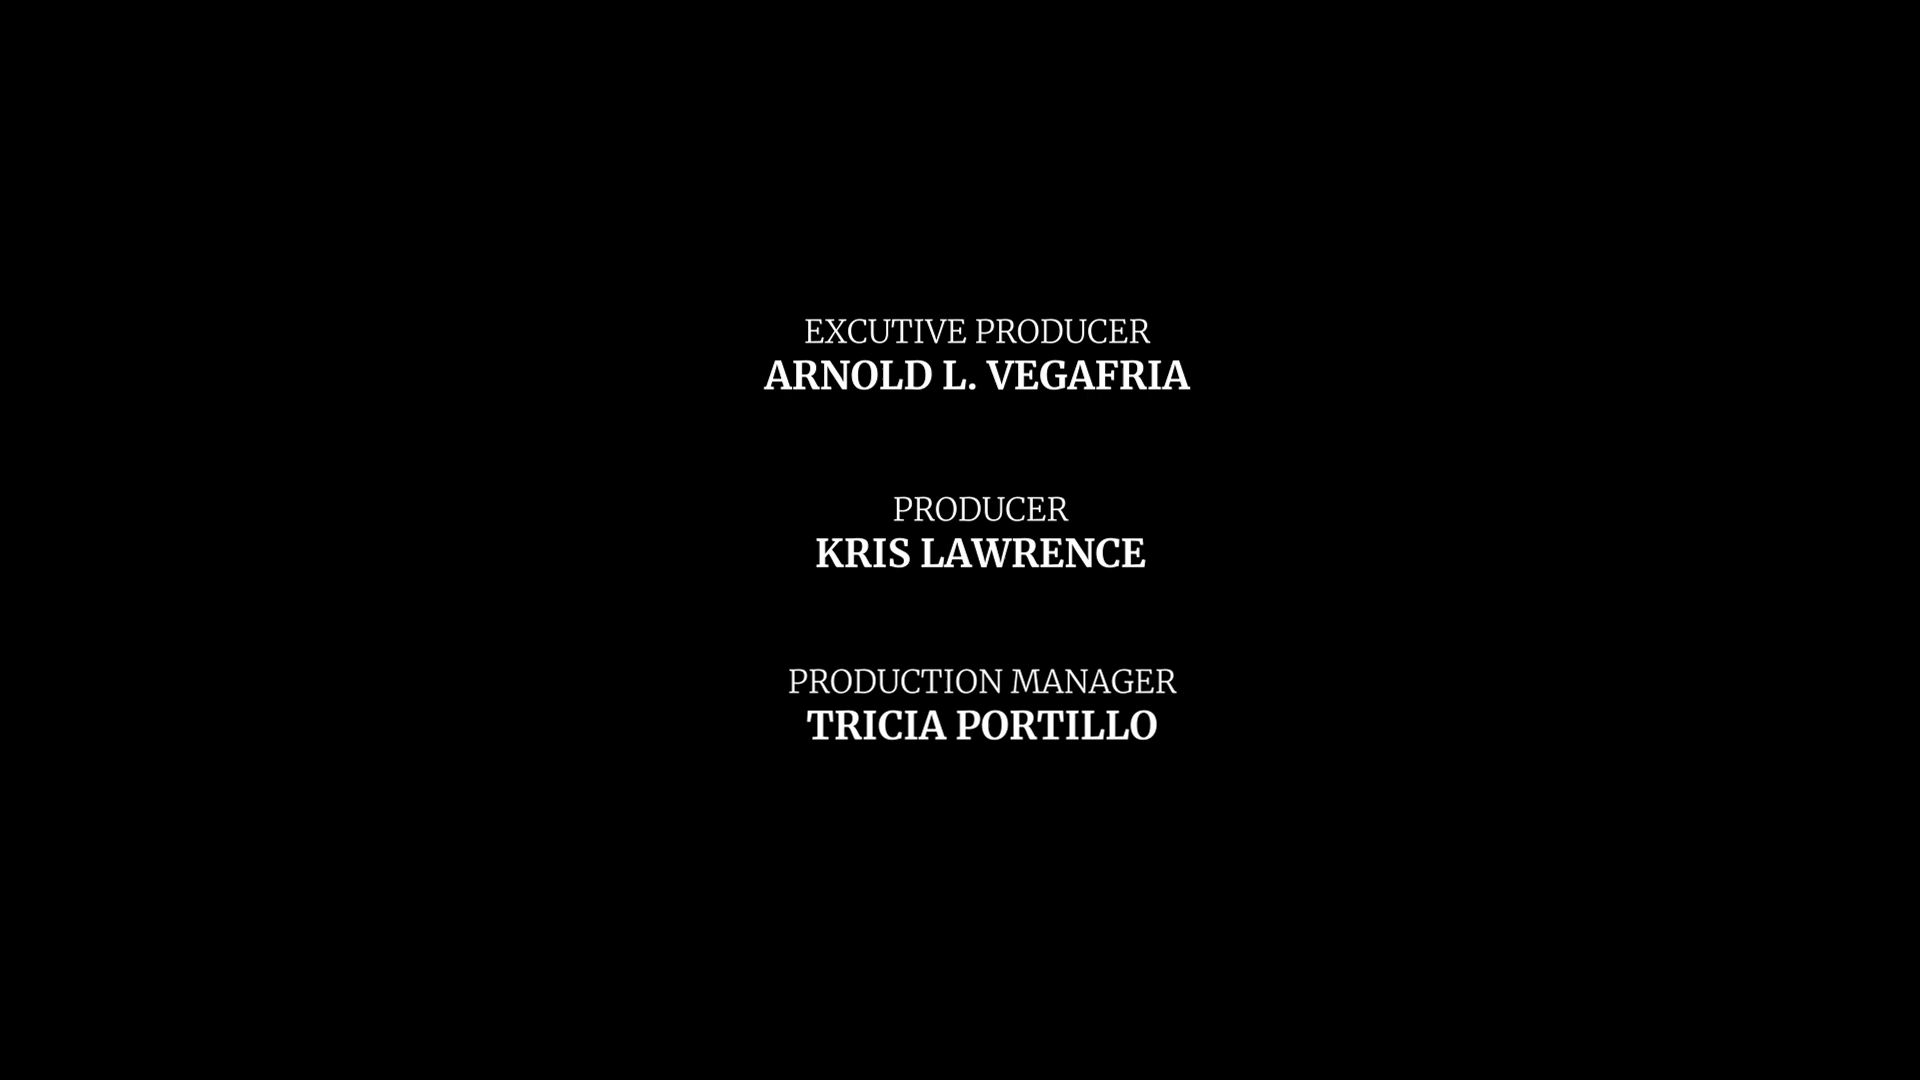 EXCUTIVE PRODUCER
ARNOLD L. VEGAFRIA
PRODUCER
KRIS LAWRENCE
PRODUCTION MANAGER
TRICIA PORTILLO